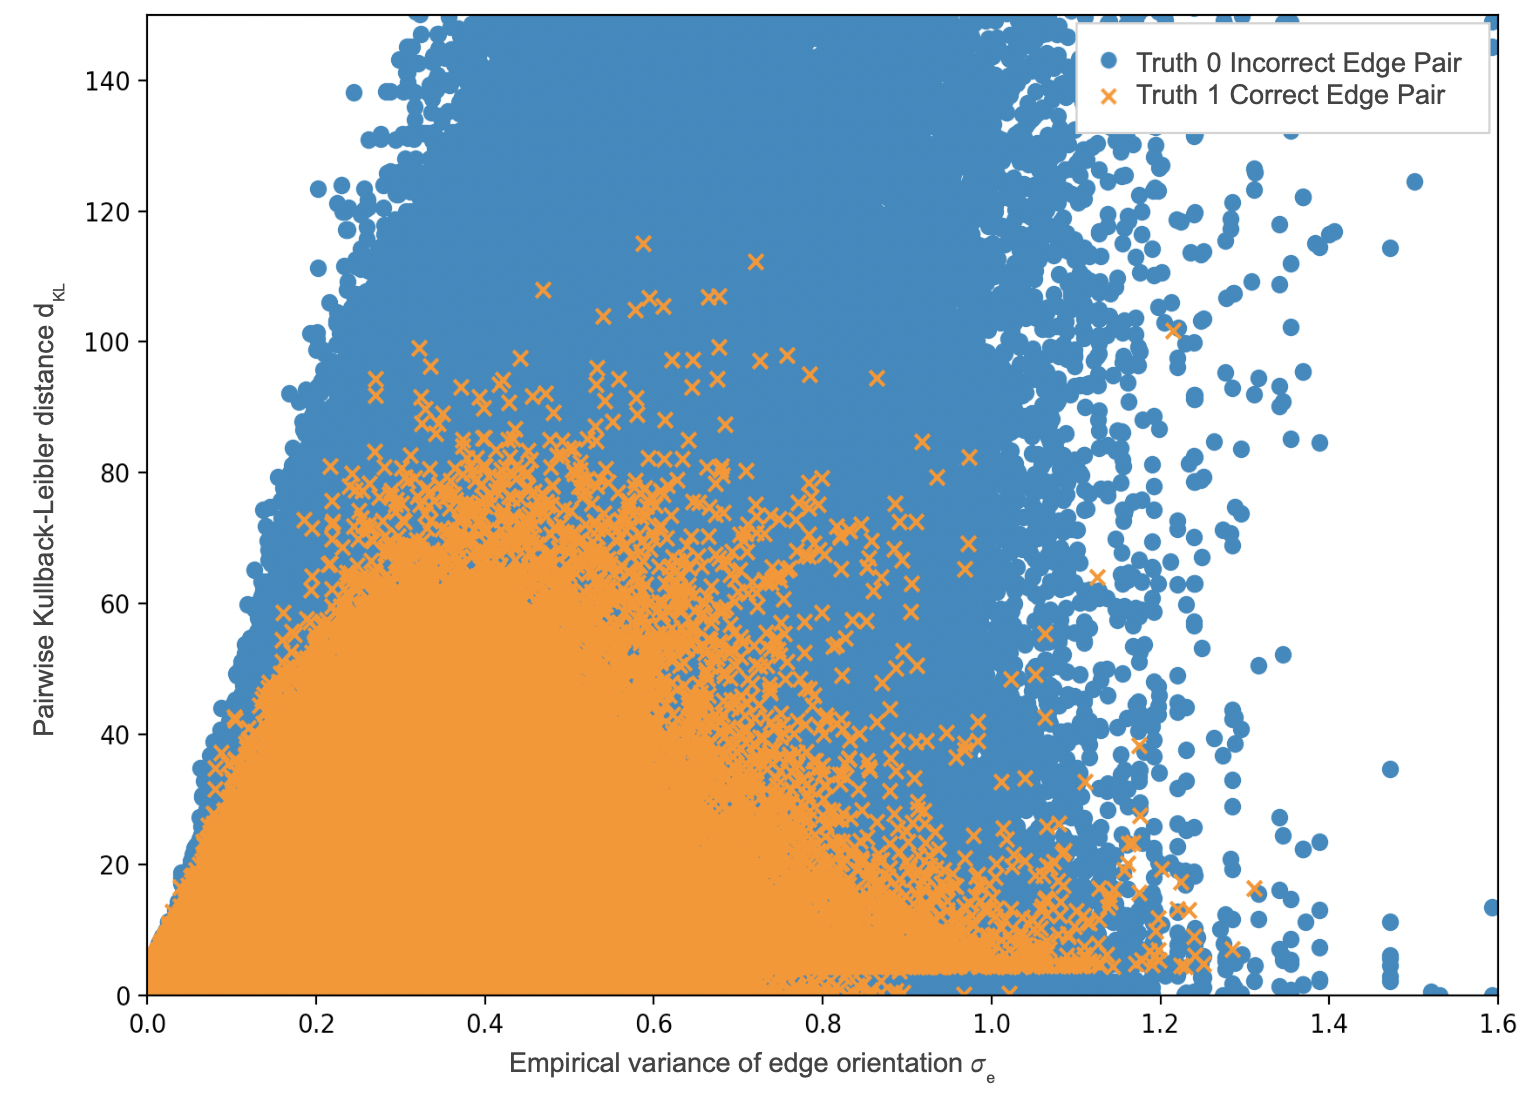 Truth 0 Incorrect Edge Pair
Truth 1 Correct Edge Pair
Pairwise Kullback-Leibler distance d_KL
140
120
100
80
60
40
20
0
0.0 0.2 0.4 0.6 0.8 1.0 1.2 1.4 1.6
Empirical variance of edge orientation σ_e